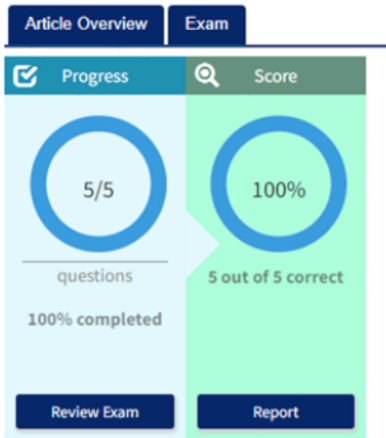 Article Overview
Exam
Progress
Score
5/5
100%
questions
5 out of 5 correct
100% completed
Review Exam
Report